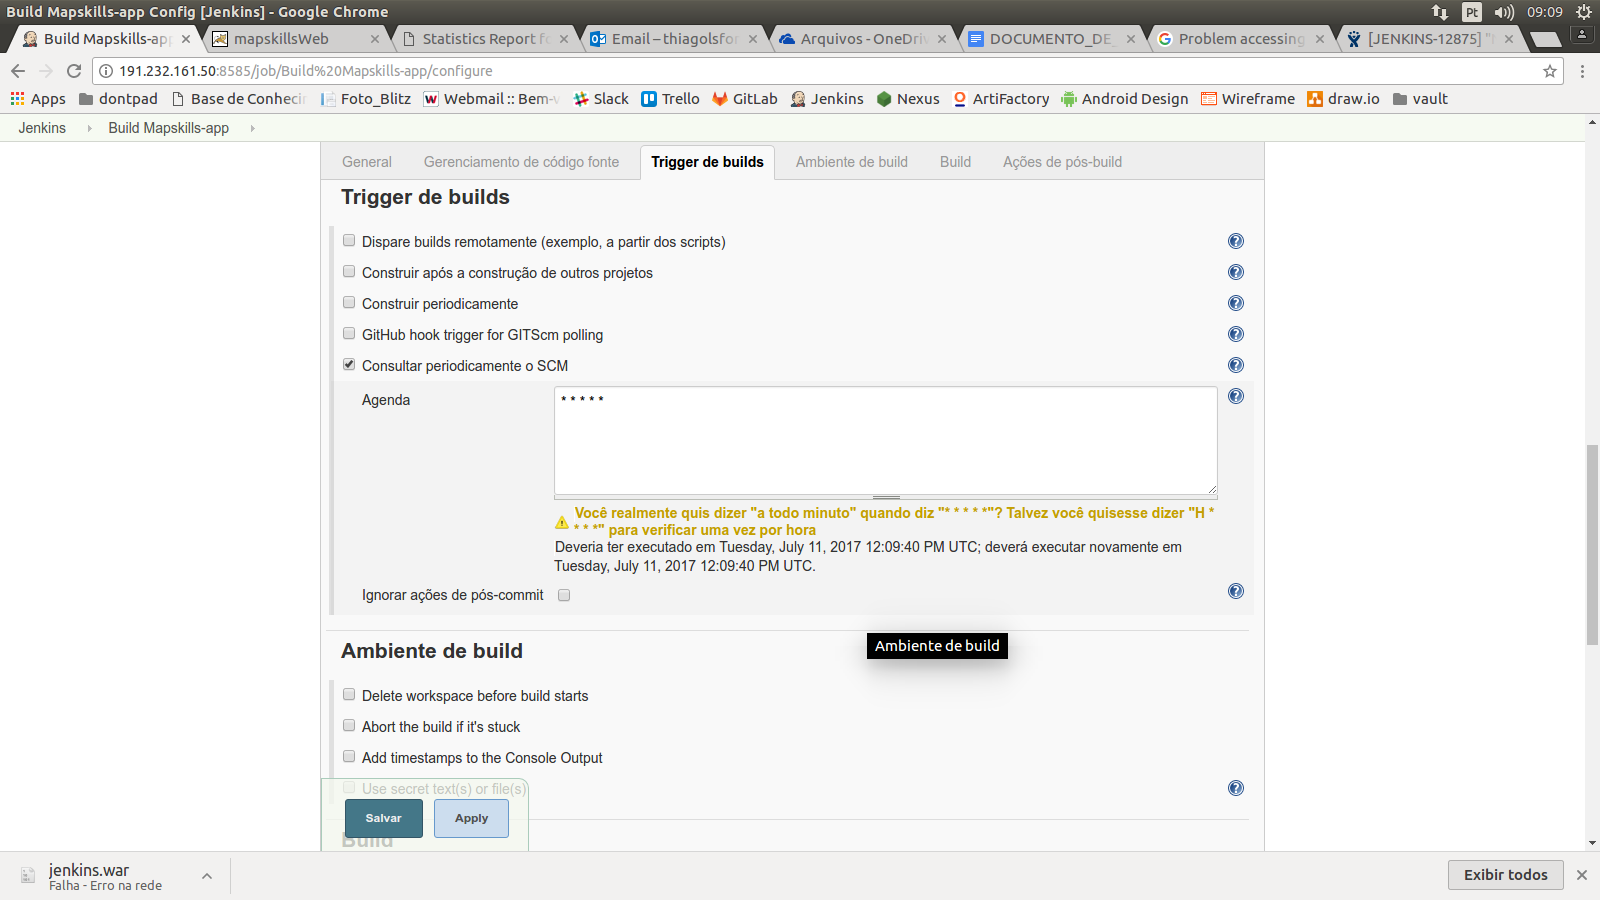 Build Mapskills-app Config [Jenkins] - Google Chrome
Pt
09:09
Build Mapskills-app
mapskillsWeb
Statistics Report fo
Email – thiagolsfor
Arquivos - OneDriv
DOCUMENTO_DE_
Problem accessing
[JENKINS-12875] "
191.232.161.50:8585/job/Build%20Mapskills-app/configure
Apps
dontpad
Base de Conheci
Foto_Blitz
Webmail :: Bem-v
Slack
Trello
GitLab
Jenkins
Nexus
ArtiFactory
Android Design
Wireframe
draw.io
vault
Jenkins
Build Mapskills-app
General
Gerenciamento de código fonte
Trigger de builds
Ambiente de build
Build
Ações de pós-build
Trigger de builds
Dispare builds remotamente (exemplo, a partir dos scripts)
Construir após a construção de outros projetos
Construir periodicamente
GitHub hook trigger for GITScm polling
Consultar periodicamente o SCM
Agenda
* * * * *
Você realmente quis dizer "a todo minuto" quando diz "* * * * *"? Talvez você quisesse dizer "H *
* * *" para verificar uma vez por hora
Deveria ter executado em Tuesday, July 11, 2017 12:09:40 PM UTC; deverá executar novamente em
Tuesday, July 11, 2017 12:09:40 PM UTC.
Ignorar ações de pós-commit
Ambiente de build
Ambiente de build
Delete workspace before build starts
Abort the build if it's stuck
Add timestamps to the Console Output
Use secret text(s) or file(s)
Salvar
Apply
Build
jenkins.war
Falha - Erro na rede
Exibir todos